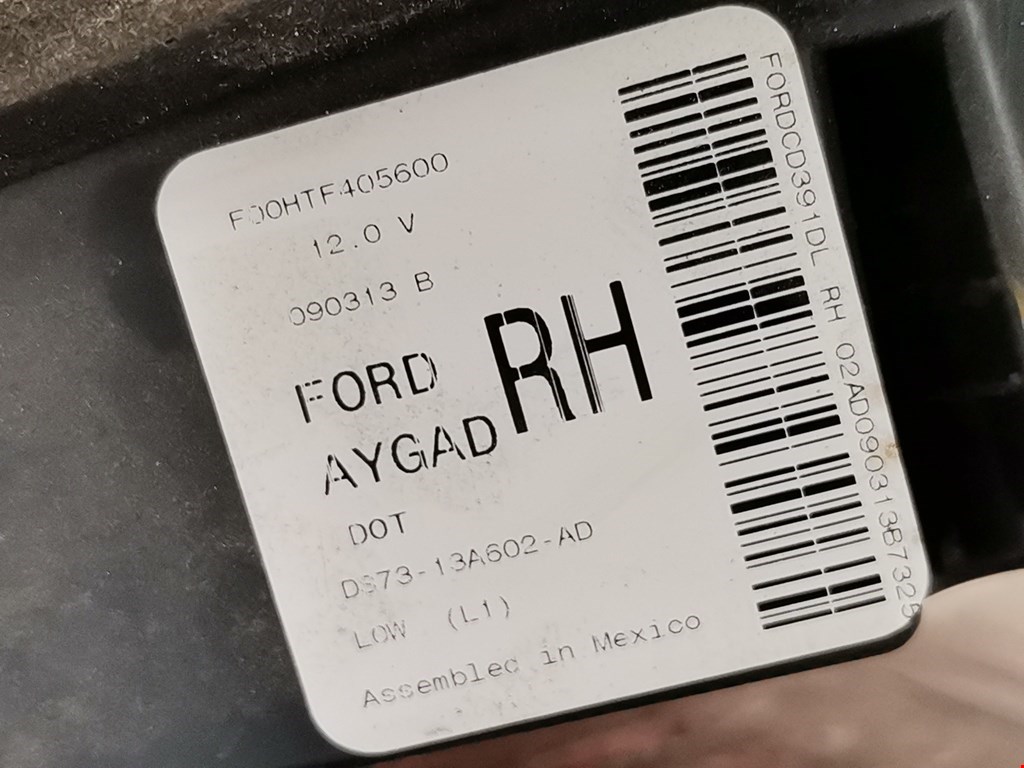 F00HTF405600
12.0 V
090313 B
FORD
AYGAD
RH
DOT
DS73-13A602-AD
LOW (L1)
Assembled in Mexico
FORDCD391DL RH 02AD090313B7325